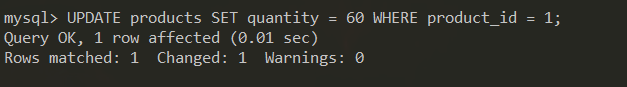 mysql> UPDATE products SET quantity = 60 WHERE product_id = 1;
Query OK, 1 row affected (0.01 sec)
Rows matched: 1  Changed: 1  Warnings: 0